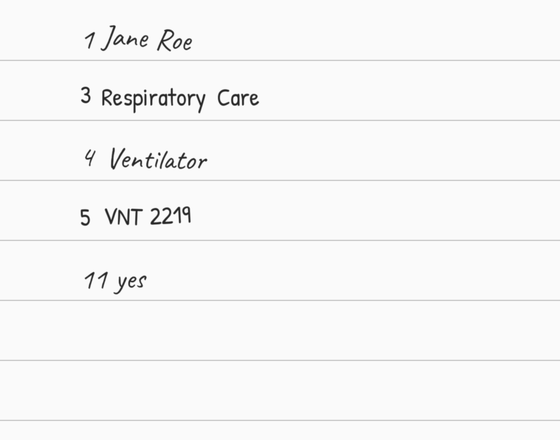 1 Jane Roe
3 Respiratory Care
4 Ventilator
5 VNT 2219
11 yes